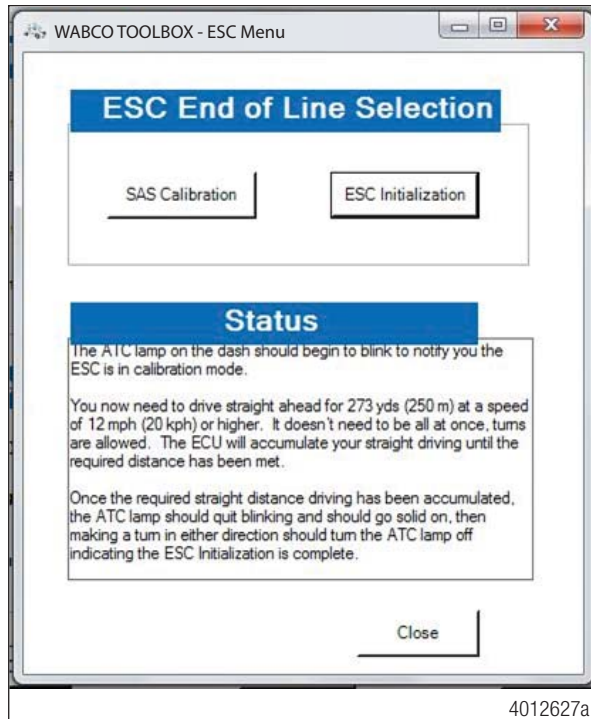 WABCO TOOLBOX - ESC Menu
ESC End of Line Selection
SAS Calibration
ESC Initialization
Status
The ATC lamp on the dash should begin to blink to notify you the
ESC is in calibration mode.
You now need to drive straight ahead for 273 yds (250 m) at a speed
of 12 mph (20 kph) or higher. It doesn't need to be all at once, turns
are allowed. The ECU will accumulate your straight driving until the
required distance has been met.
Once the required straight distance driving has been accumulated,
the ATC lamp should quit blinking and should go solid on, then
making a turn in either direction should turn the ATC lamp off
indicating the ESC Initialization is complete.
Close
4012627a